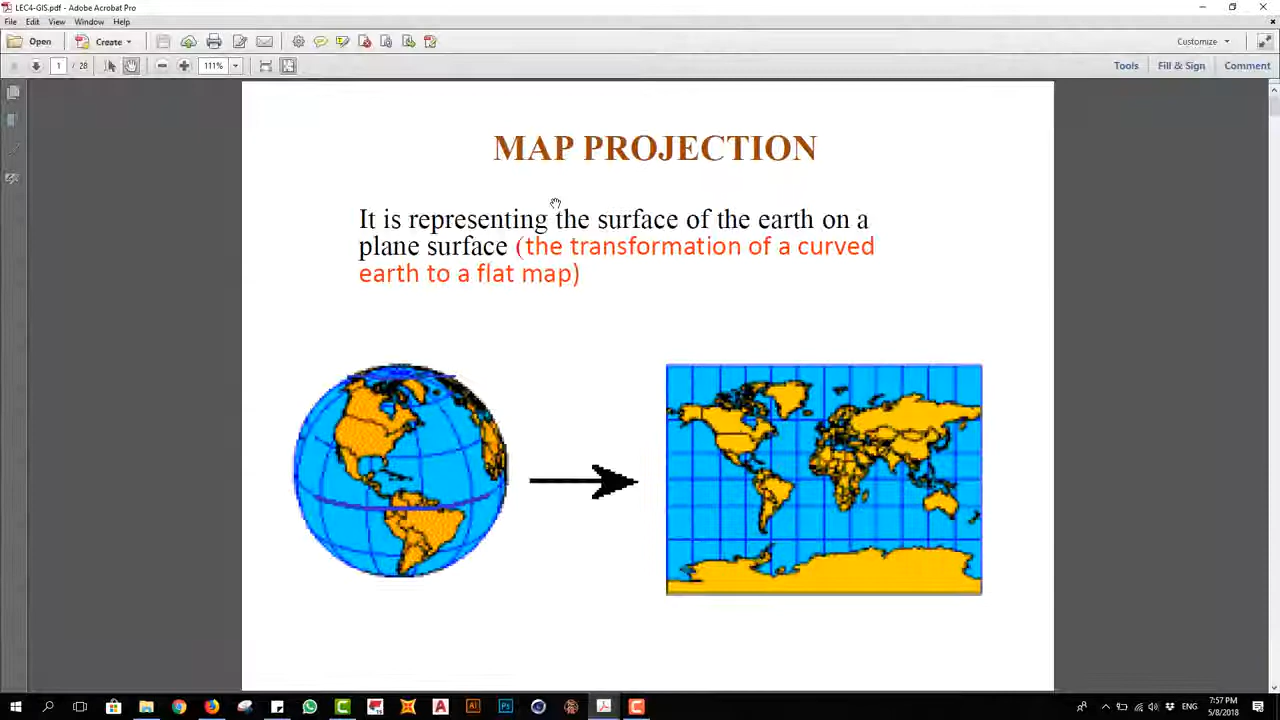 LEC4-GIS.pdf - Adobe Acrobat Pro
File Edit View Window Help
Open Create Customize
1 / 28 111% Tools Fill & Sign Comment
MAP PROJECTION
It is representing the surface of the earth on a
plane surface (the transformation of a curved
earth to a flat map)
7:57 PM
ENG
5/8/2018